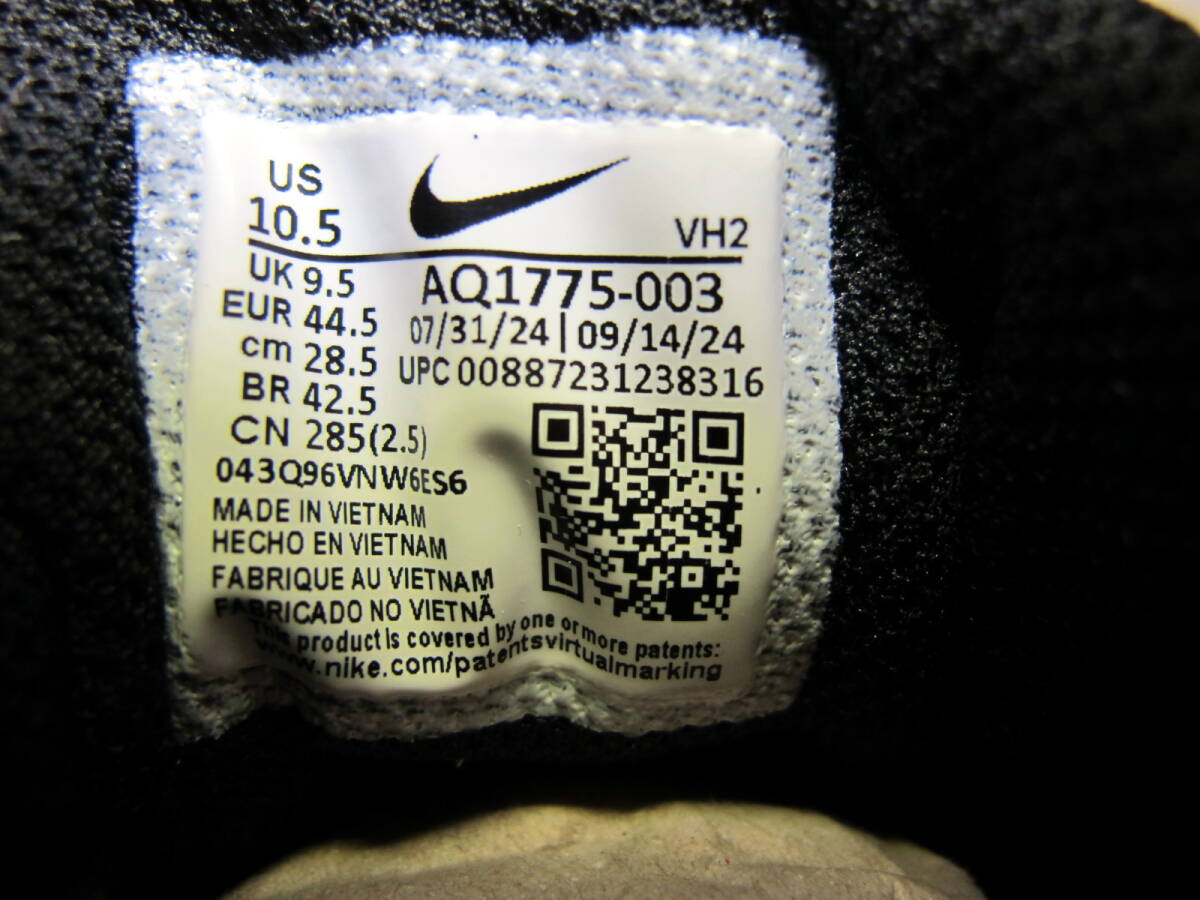 US
10.5
VH2
UK 9.5
EUR 44.5
cm 28.5
BR 42.5
CN 285(2.5)
AQ1775-003
07/31/24 | 09/14/24
UPC 00887231238316
043Q96VNW6ES6
MADE IN VIETNAM
HECHO EN VIETNAM
FABRIQUE AU VIETNAM
FABRICADO NO VIETNÃ
This product is covered by one or more patents:
www.nike.com/patentsvirtualmarking